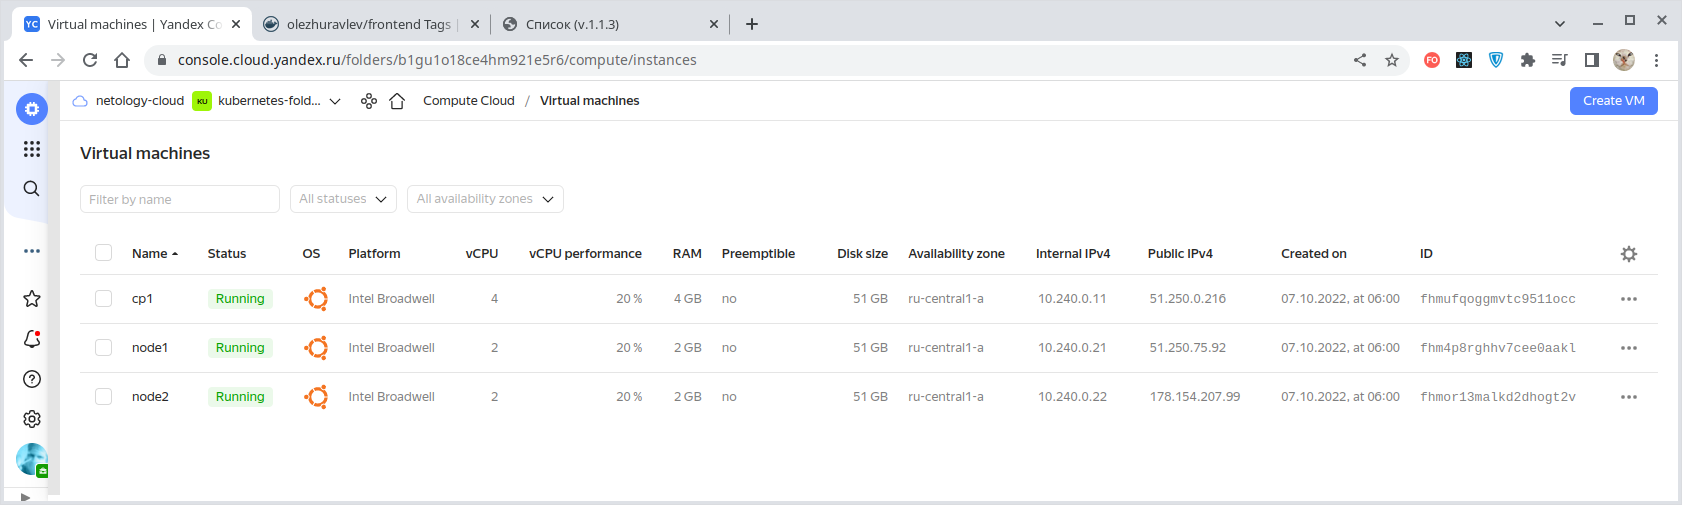 YC Virtual machines | Yandex Co
olezhuravlev/frontend Tags |
Список (v.1.1.3)
console.cloud.yandex.ru/folders/b1gu1o18ce4hm921e5r6/compute/instances
FO
netology-cloud KU kubernetes-fold... Compute Cloud / Virtual machines Create VM
Virtual machines
Filter by name All statuses All availability zones
Name Status OS Platform vCPU vCPU performance RAM Preemptible Disk size Availability zone Internal IPv4 Public IPv4 Created on ID
cp1 Running Intel Broadwell 4 20 % 4 GB no 51 GB ru-central1-a 10.240.0.11 51.250.0.216 07.10.2022, at 06:00 fhmufqoggmvtc951locc
node1 Running Intel Broadwell 2 20 % 2 GB no 51 GB ru-central1-a 10.240.0.21 51.250.75.92 07.10.2022, at 06:00 fhm4p8rghhv7cee0aakl
node2 Running Intel Broadwell 2 20 % 2 GB no 51 GB ru-central1-a 10.240.0.22 178.154.207.99 07.10.2022, at 06:00 fhmor13malkd2dhogt2v